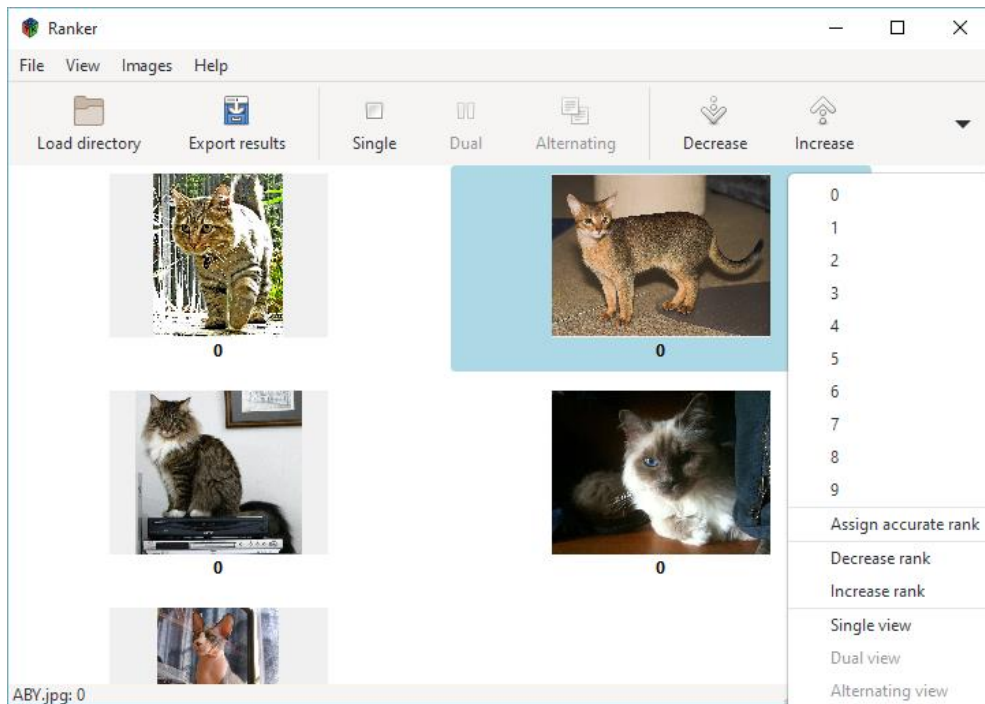 Ranker
File View Images Help
Load directory Export results Single Dual Alternating Decrease Increase
0 0
0 0
0
1
2
3
4
5
6
7
8
9
Assign accurate rank
Decrease rank
Increase rank
Single view
Dual view
Alternating view
ABY.jpg: 0